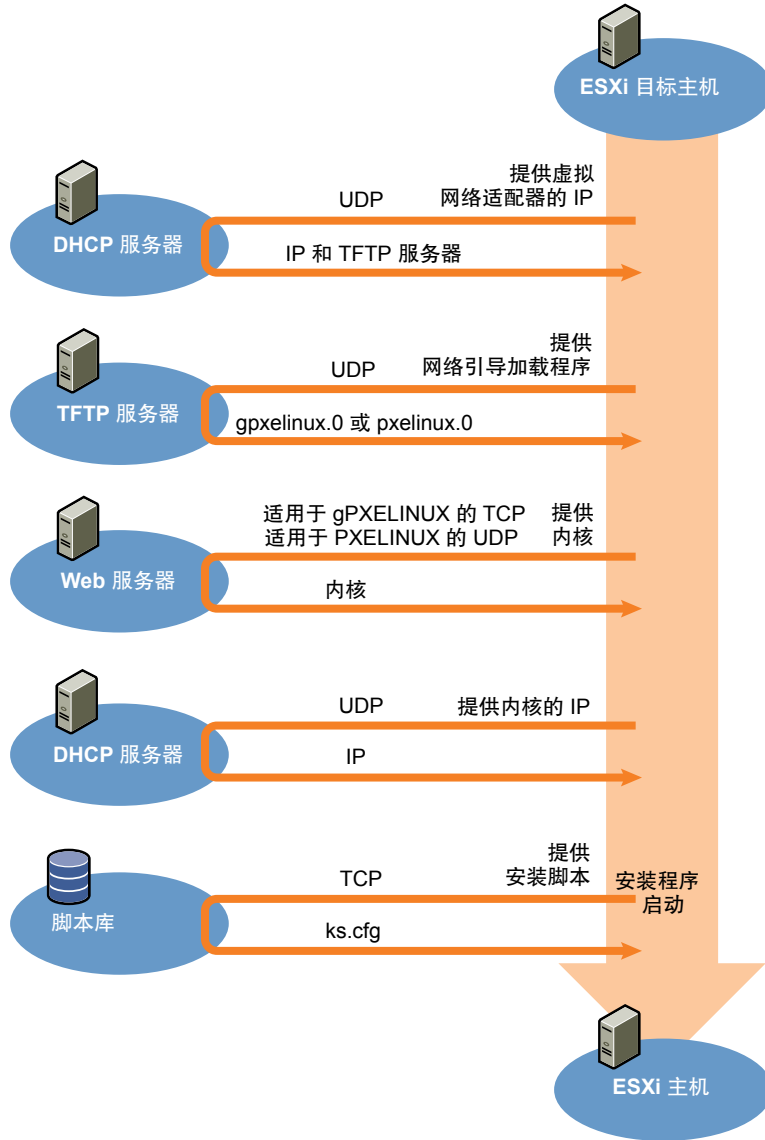 ESXi 目标主机
提供虚拟
UDP 网络适配器的 IP
DHCP 服务器
IP 和 TFTP 服务器
提供
UDP 网络引导加载程序
TFTP 服务器
gpxelinux.0 或 pxelinux.0
适用于 gPXELINUX 的 TCP 提供
适用于 PXELINUX 的 UDP 内核
Web 服务器
内核
UDP 提供内核的 IP
DHCP 服务器
IP
提供
TCP 安装脚本
安装程序
启动
脚本库
ks.cfg
ESXi 主机